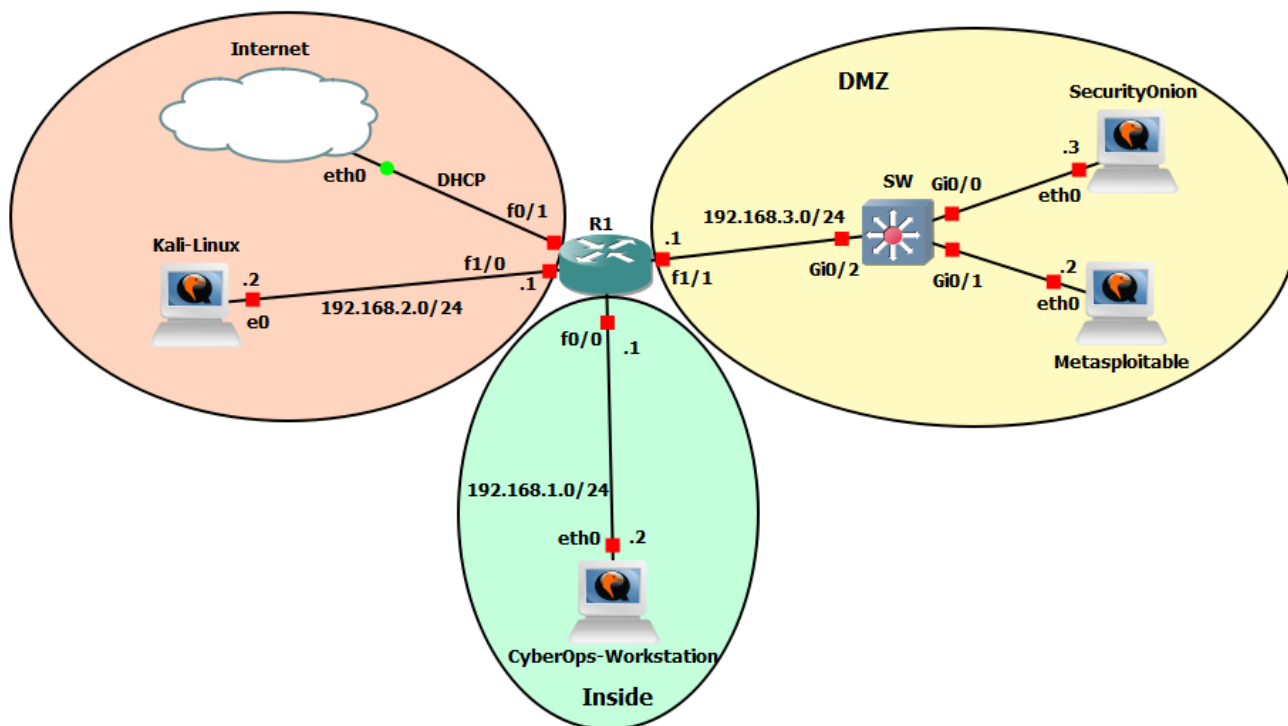 Internet
eth0
DHCP
f0/1
Kali-Linux
.2
e0
192.168.2.0/24
f1/0
.1
R1
DMZ
SecurityOnion
.3
eth0
SW
Gi0/0
192.168.3.0/24
.1
f1/1
Gi0/2
Gi0/1
.2
eth0
Metasploitable
f0/0
.1
192.168.1.0/24
eth0
.2
CyberOps-Workstation
Inside